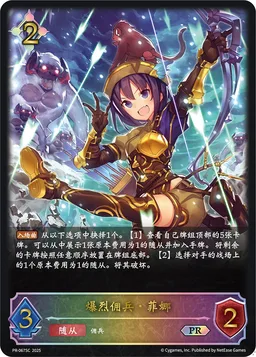 2
入场曲 从以下选项中抉择1个。【1】查看自己牌组顶部的5张卡
牌。可以从中展示1张原本费用为1的随从并加入手牌。将剩余
的卡牌按照任意顺序放置在牌组底部。【2】选择对手的战场上
的1个原本费用为1的随从。将其破坏。
爆烈佣兵・菲娜
3
随从 佣兵
PR
2
PR-067SC 2025
© Cygames, Inc. Published by NetEase Games